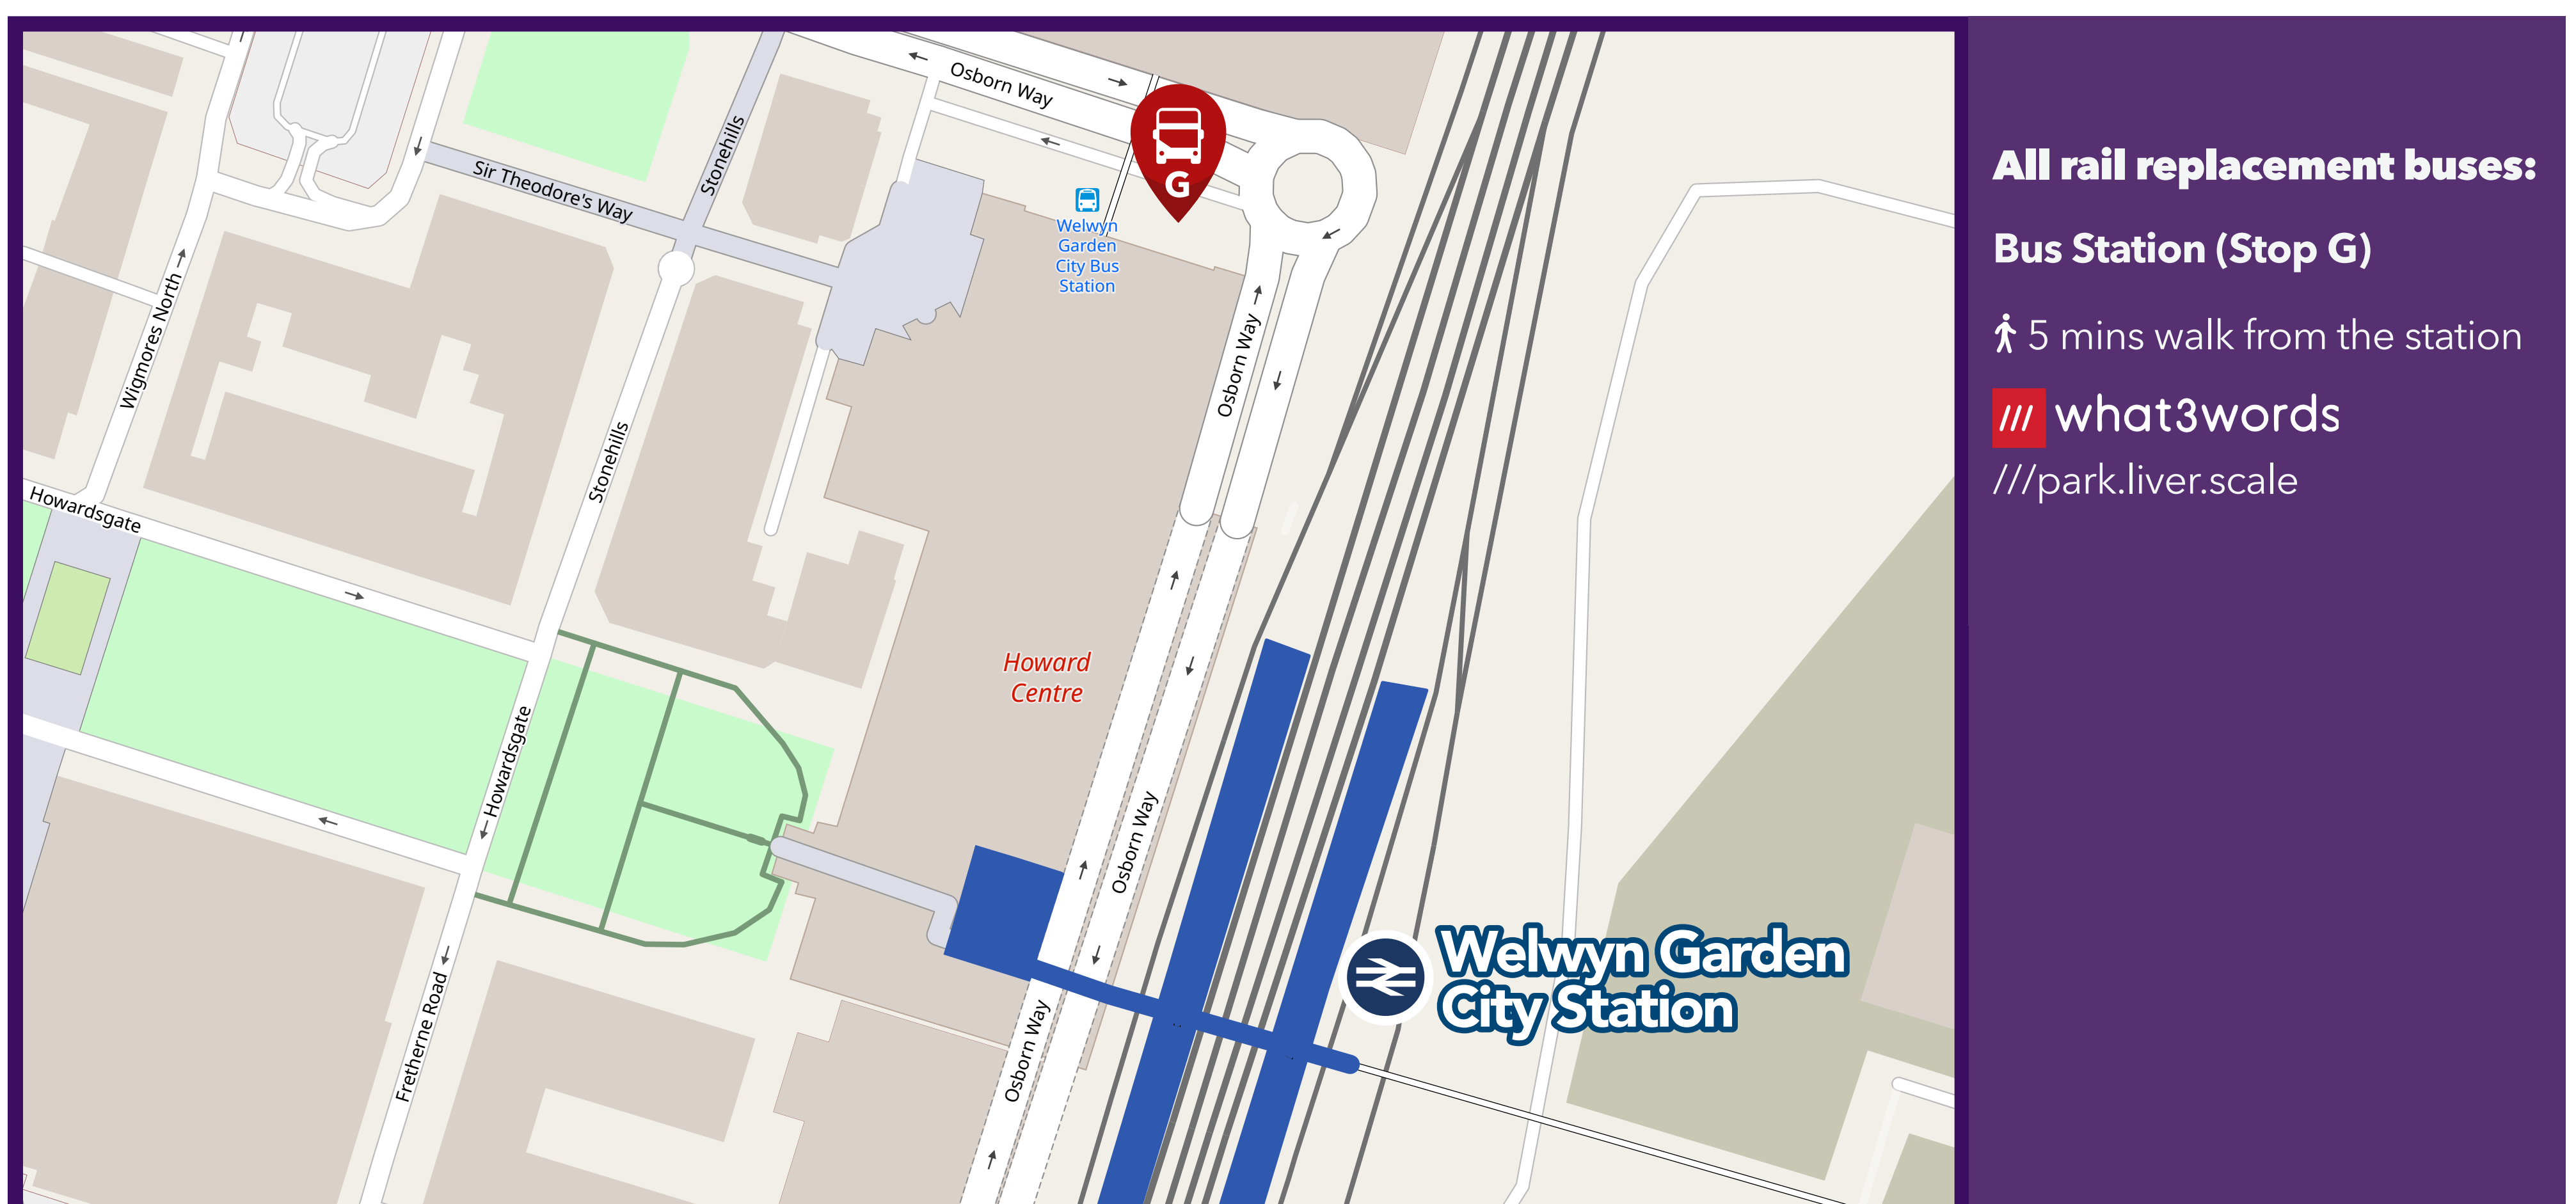 Osborn Way
Stonehills
Sir Theodore's Way
G
Welwyn
Garden
City Bus
Station
Wigmores North
Osborn Way
Stonehills
Howardsgate
Howard
Centre
Howardsgate
Osborn Way
Welwyn Garden
City Station
Fretherne Road
Osborn Way
All rail replacement buses:
Bus Station (Stop G)
5 mins walk from the station
what3words
///park.liver.scale